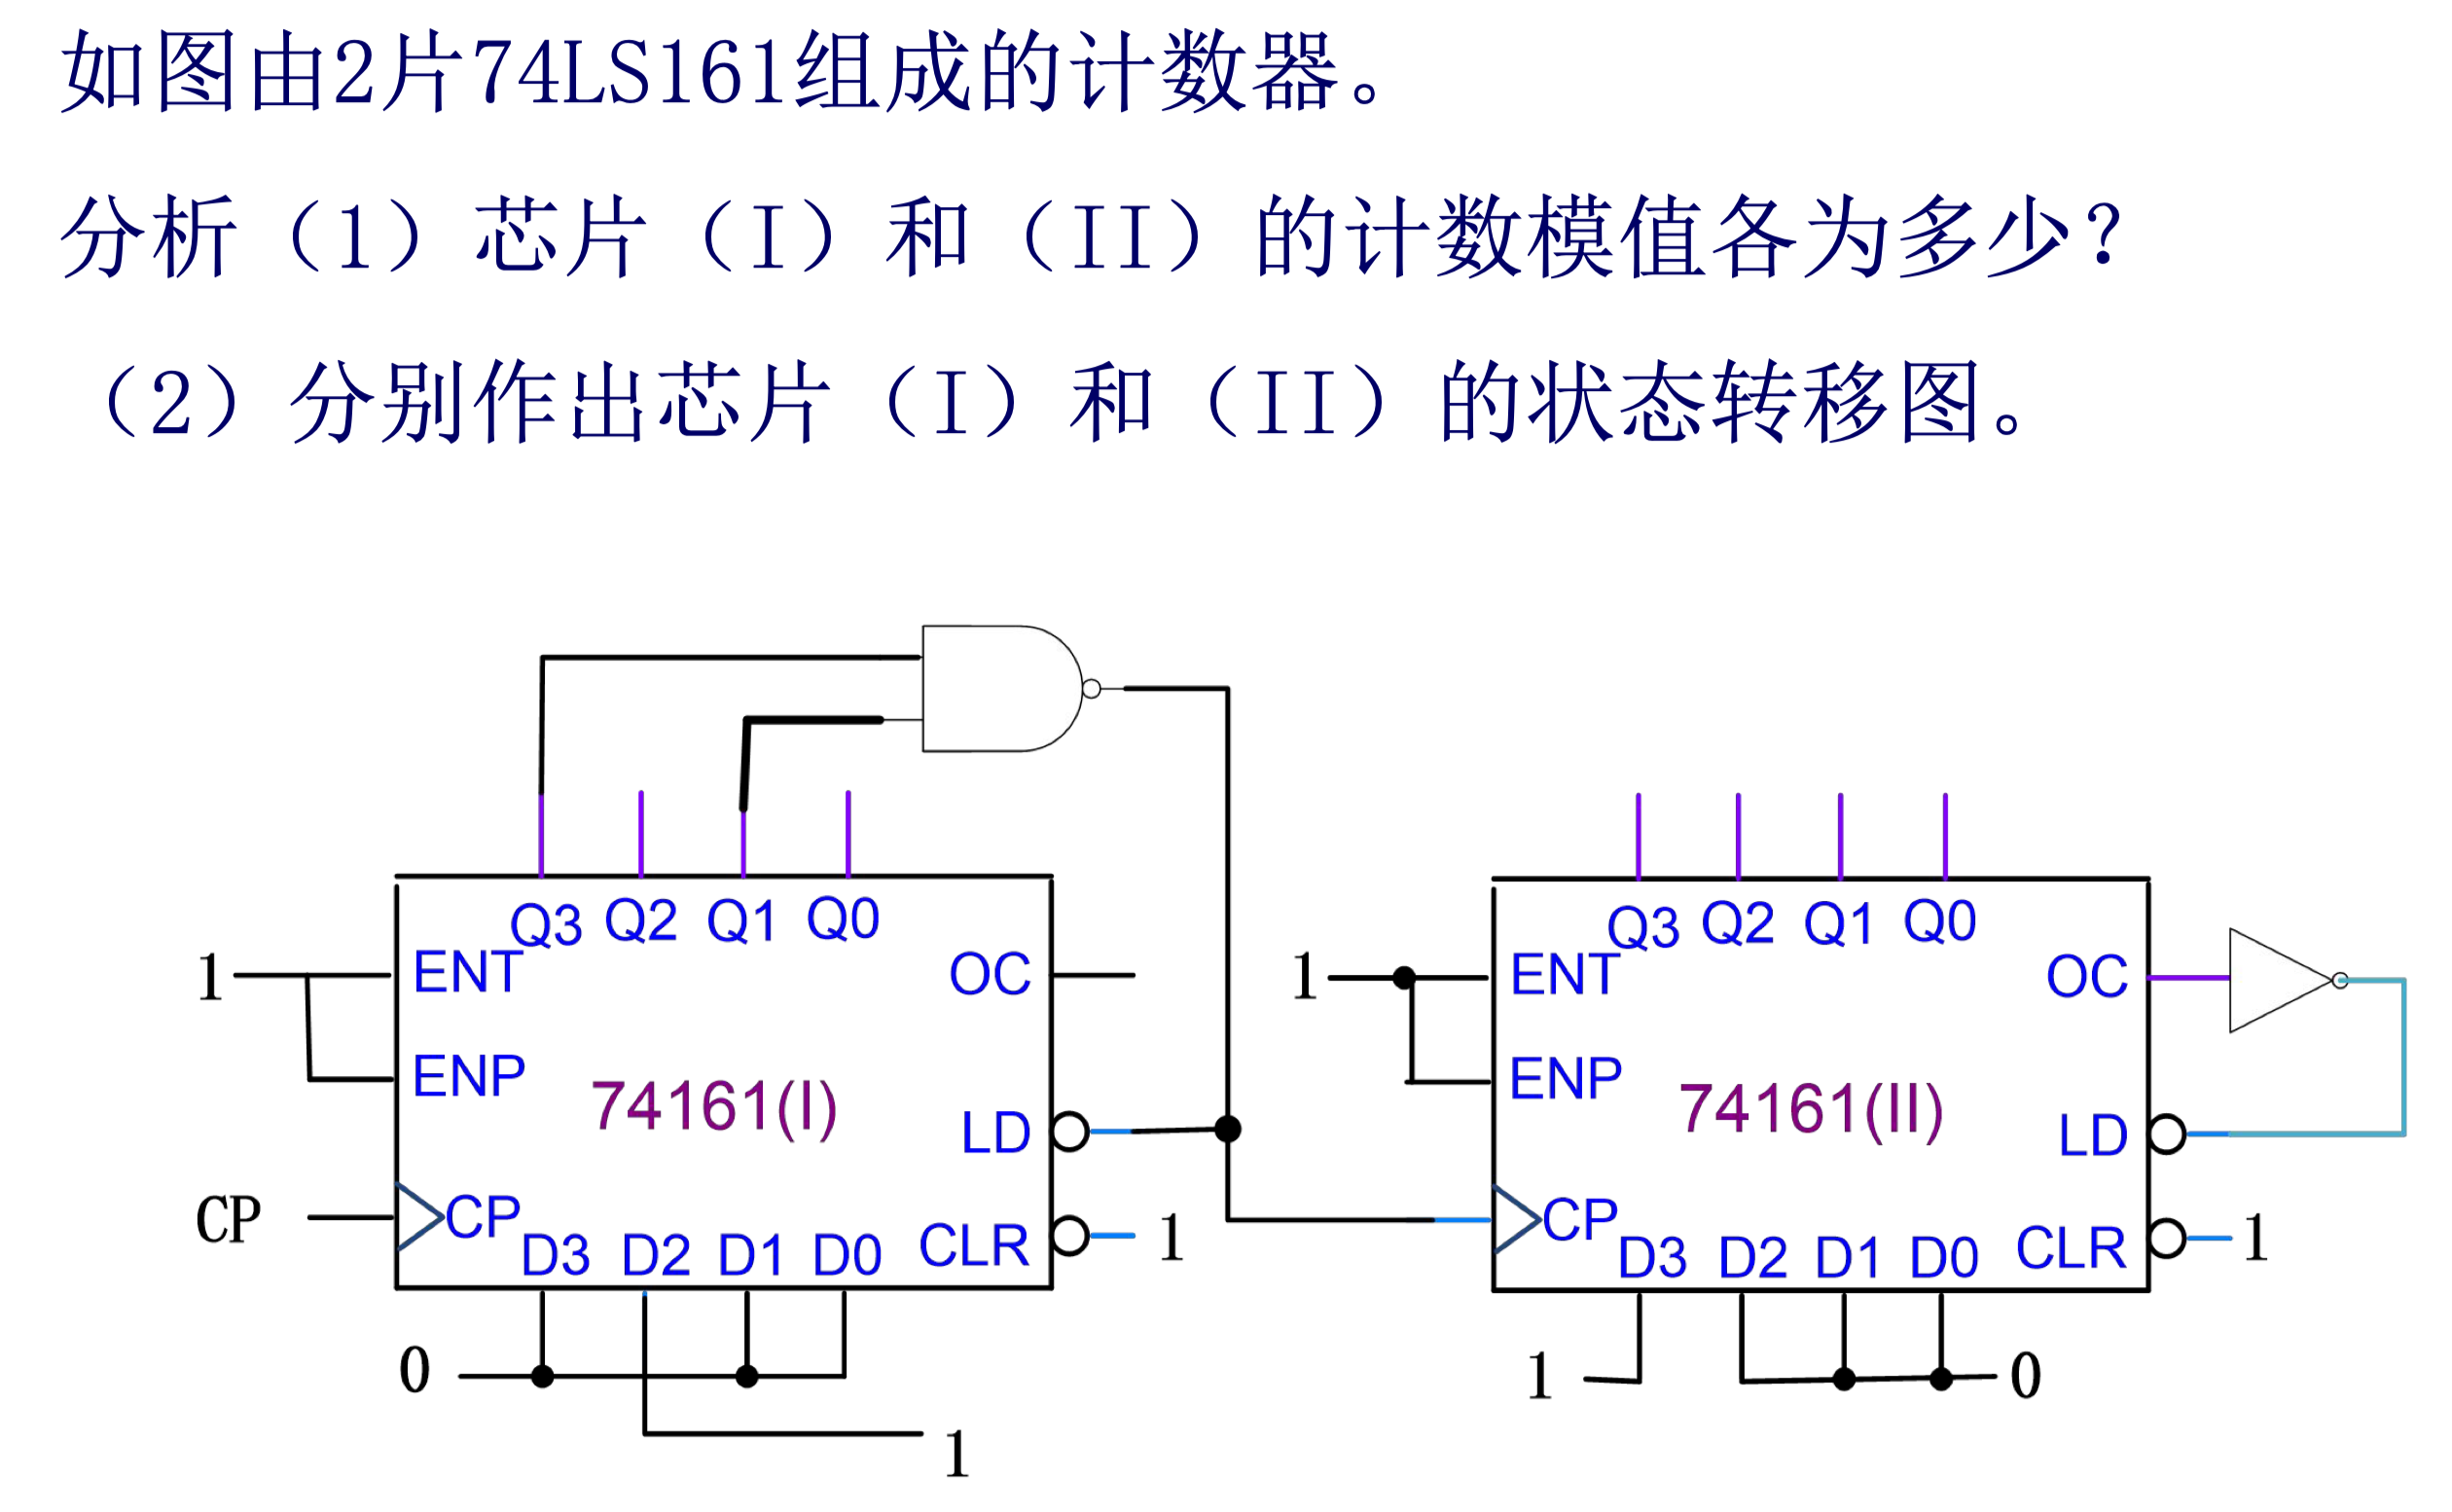 如图由2片74LS161组成的计数器。
分析（1）芯片（I）和（II）的计数模值各为多少？
（2）分别作出芯片（I）和（II）的状态转移图。
Q3 Q2 Q1 Q0
ENT
OC
1
ENP
74161(I)
LD
CP
CP
CLR
1
D3 D2 D1 D0
0
1
Q3 Q2 Q1 Q0
ENT
OC
1
ENP
74161(II)
LD
CP
CLR
1
D3 D2 D1 D0
1
0